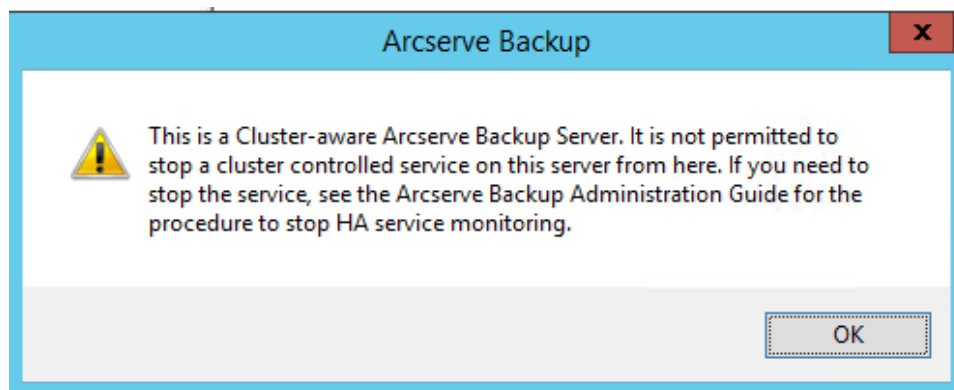 Arcserve Backup
x
This is a Cluster-aware Arcserve Backup Server. It is not permitted to
stop a cluster controlled service on this server from here. If you need to
stop the service, see the Arcserve Backup Administration Guide for the
procedure to stop HA service monitoring.
OK